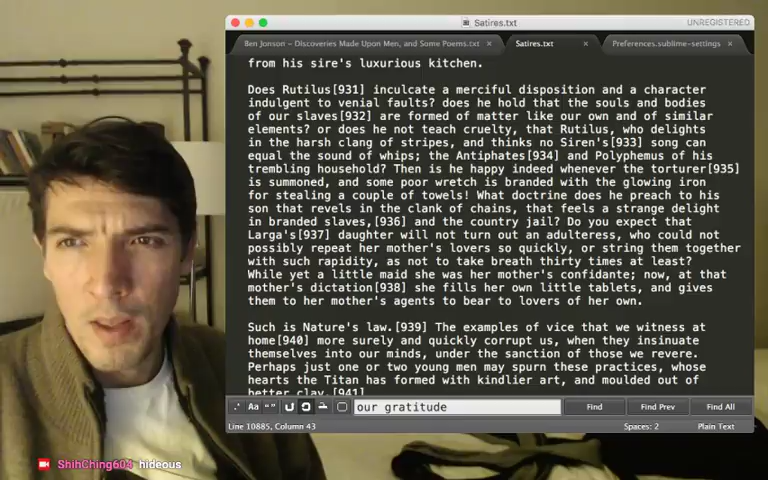 Satires.txt
UNREGISTERED
Ben Jonson – Discoveries Made Upon Men, and Some Poems.txt
Satires.txt
Preferences.sublime-settings
from his sire's luxurious kitchen.
Does Rutilus[931] inculcate a merciful disposition and a character
indulgent to venial faults? does he hold that the souls and bodies
of our slaves[932] are formed of matter like our own and of similar
elements? or does he not teach cruelty, that Rutilus, who delights
in the harsh clang of stripes, and thinks no Siren's[933] song can
equal the sound of whips; the Antiphates[934] and Polyphemus of his
trembling household? Then is he happy indeed whenever the torturer[935]
is summoned, and some poor wretch is branded with the glowing iron
for stealing a couple of towels! What doctrine does he preach to his
son that revels in the clank of chains, that feels a strange delight
in branded slaves,[936] and the country jail? Do you expect that
Larga's[937] daughter will not turn out an adulteress, who could not
possibly repeat her mother's lovers so quickly, or string them together
with such rapidity, as not to take breath thirty times at least?
While yet a little maid she was her mother's confidante; now, at that
mother's dictation[938] she fills her own little tablets, and gives
them to her mother's agents to bear to lovers of her own.
Such is Nature's law.[939] The examples of vice that we witness at
home[940] more surely and quickly corrupt us, when they insinuate
themselves into our minds, under the sanction of those we revere.
Perhaps just one or two young men may spurn these practices, whose
hearts the Titan has formed with kindlier art, and moulded out of
better clay.[941]
.* Aa “” our gratitude Find Find Prev Find All
Line 10885, Column 43 Spaces: 2 Plain Text
ShihChing604 hideous